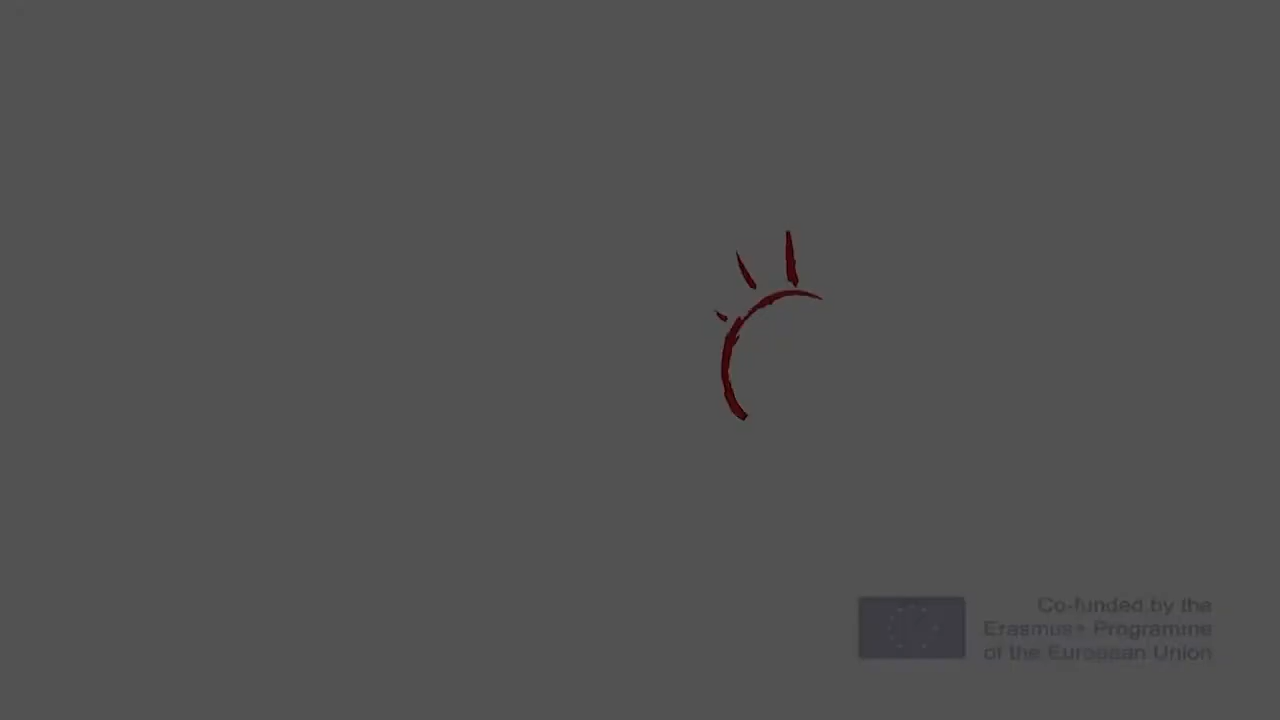 Co-funded by the
Erasmus+ Programme
of the European Union